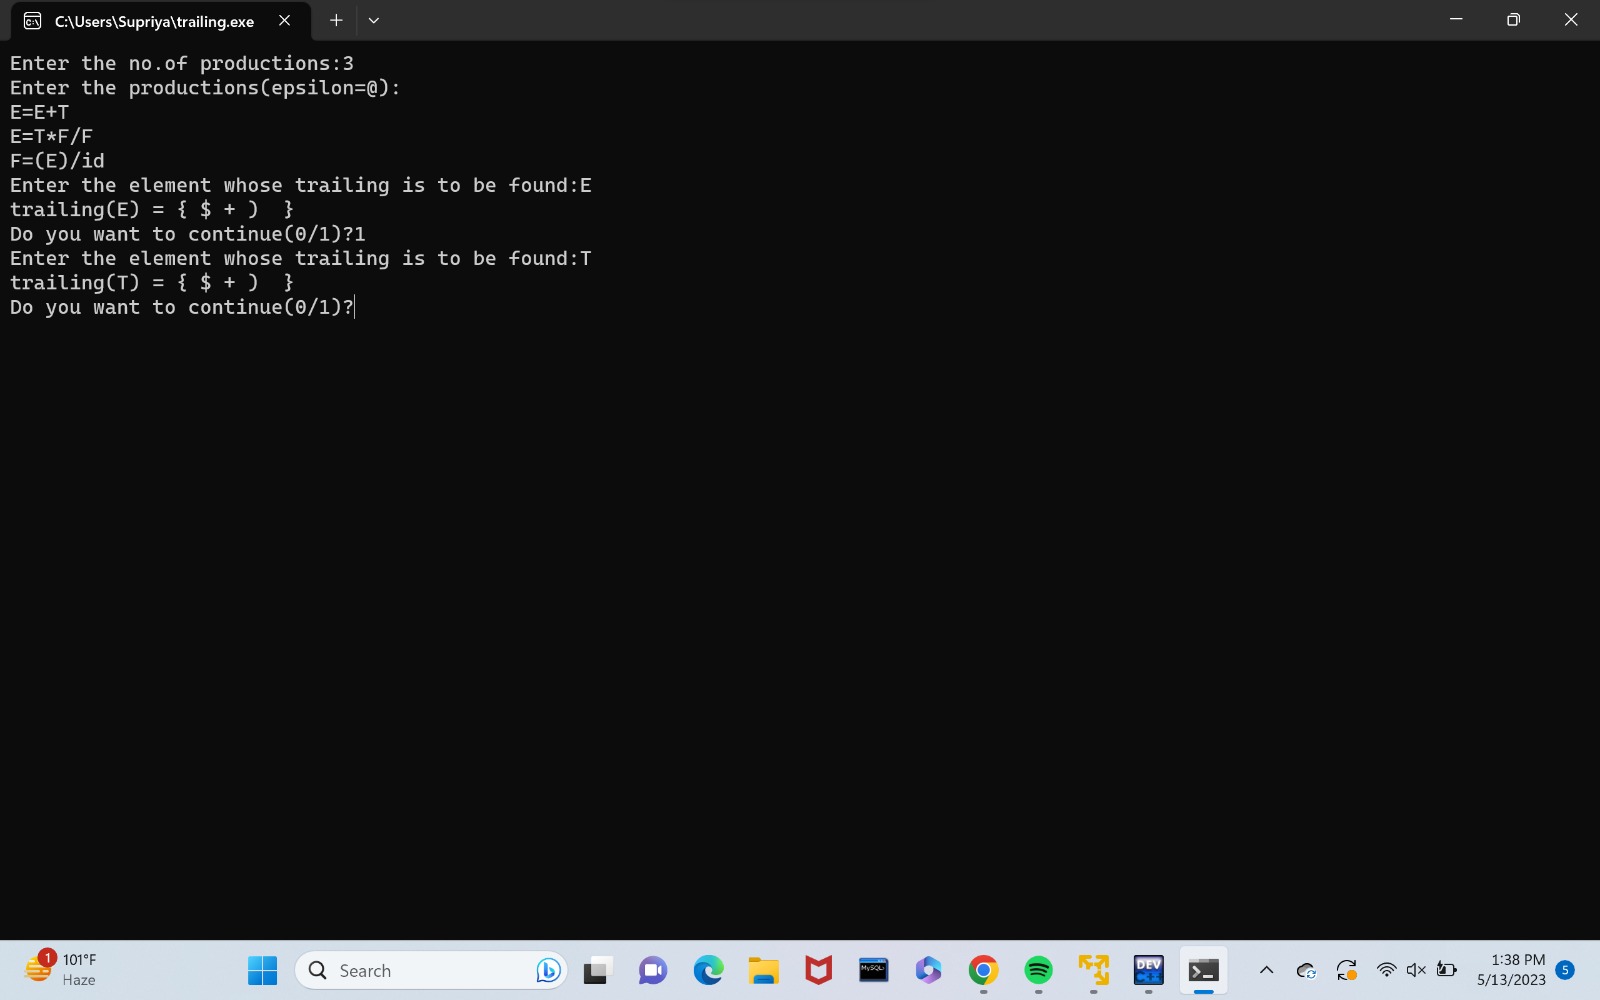 C:\Users\Supriya\trailing.exe
Enter the no.of productions:3
Enter the productions(epsilon=@):
E=E+T
E=T*F/F
F=(E)/id
Enter the element whose trailing is to be found:E
trailing(E) = { $ + )  }
Do you want to continue(0/1)?1
Enter the element whose trailing is to be found:T
trailing(T) = { $ + )  }
Do you want to continue(0/1)?
1
101°F
Haze
Search
MySQL
DEV
C++
1:38 PM
5/13/2023
5